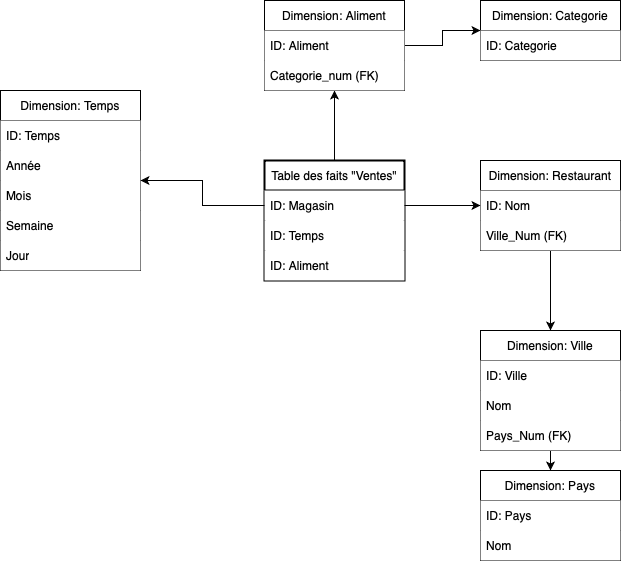 Dimension: Aliment
ID: Aliment
Categorie_num (FK)
Dimension: Categorie
ID: Categorie
Dimension: Temps
ID: Temps
Année
Mois
Semaine
Jour
Table des faits "Ventes"
ID: Magasin
ID: Temps
ID: Aliment
Dimension: Restaurant
ID: Nom
Ville_Num (FK)
Dimension: Ville
ID: Ville
Nom
Pays_Num (FK)
Dimension: Pays
ID: Pays
Nom